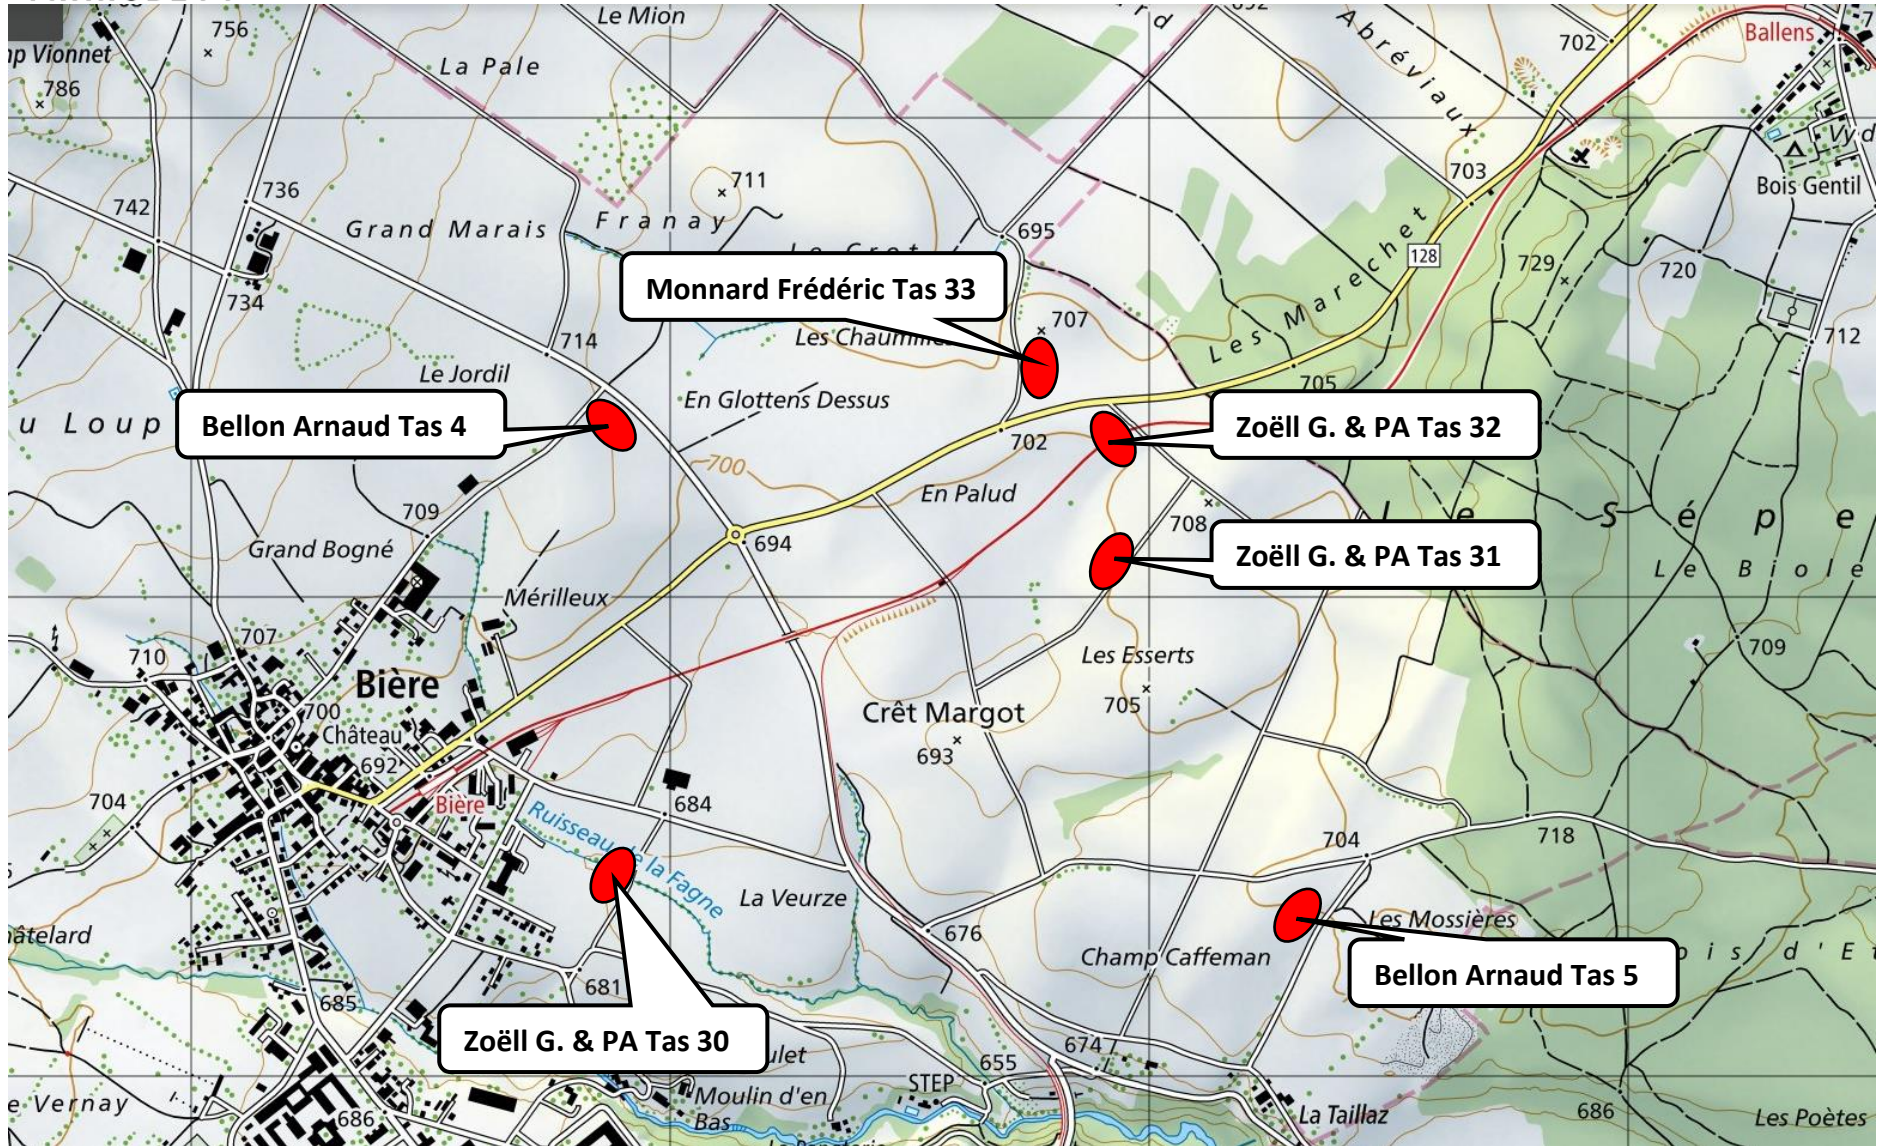 Le Mion
702
Ballens
756
La Pale
Abréviaux
Vionnet
786
703
Bois Gentil
736
711
742
Grand Marais
Franay
695
128
729
720
Les Marechet
Monnard Frédéric Tas 33
734
707
712
714
Les
Le Jordil
705
En Glottens Dessus
Bellon Arnaud Tas 4
Zoëll G. & PA Tas 32
Loup
702
700
En Palud
709
708
Le Sépe
694
Grand Bogné
Zoëll G. & PA Tas 31
Le Biole
Mérilleux
707
709
710
Les Esserts
Bière
705
700
Crêt Margot
Château
693
692
704
Bière
684
Ruisseau de la Fagne
704
718
La Veurze
676
Les Mossières
Champ Caffeman
681
Bellon Arnaud Tas 5
685
Zoëll G. & PA Tas 30
674
655
STEP
Moulin d'en
Bas
Vernay
686
La Taillaz
686
Les Poètes